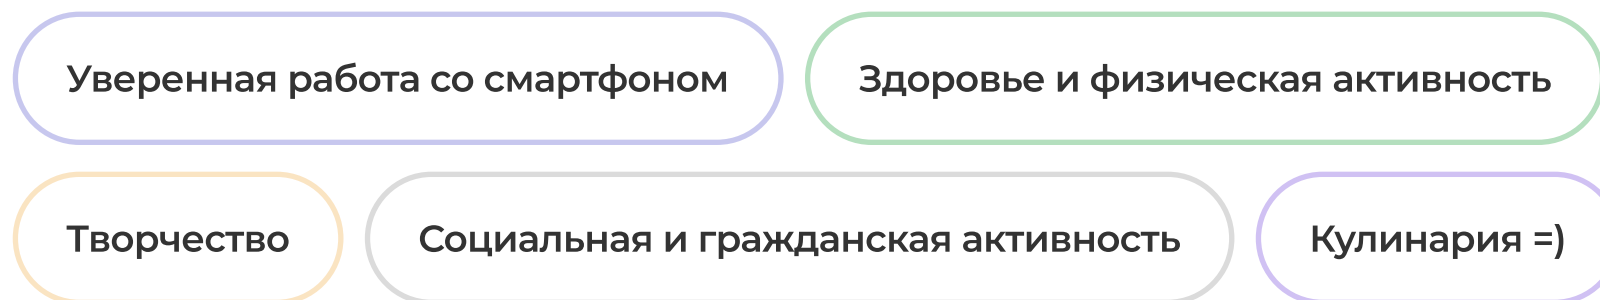 Уверенная работа со смартфоном
Здоровье и физическая активность
Творчество
Социальная и гражданская активность
Кулинария =)